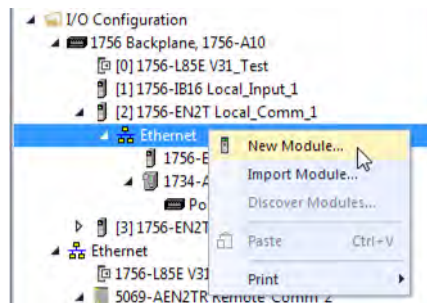 I/O Configuration
1756 Backplane, 1756-A10
[0] 1756-L85E V31_Test
[1] 1756-IB16 Local_Input_1
[2] 1756-EN2T Local_Comm_1
Ethernet
New Module...
1756-E
Import Module...
1734-A
Discover Modules...
Po
[3] 1756-EN2T
Paste Ctrl+V
Ethernet
1756-L85E V31
Print
5069-AEN2TR Remote_Comm_2